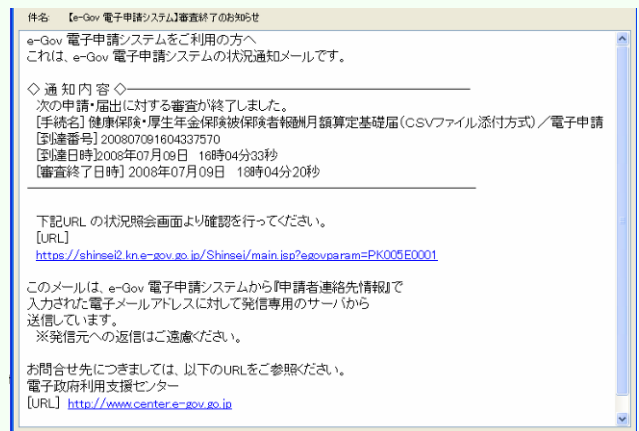 件名: 【e-Gov 電子申請システム】審査終了のお知らせ
e-Gov 電子申請システムをご利用の方へ
これは、e-Gov 電子申請システムの状況通知メールです。
◇ 通 知 内 容 ◇
次の申請・届出に対する審査が終了しました。
[手続名] 健康保険・厚生年金保険被保険者報酬月額算定基礎届(CSVファイル添付方式)/電子申請
[到達番号] 200807091604337570
[到達日時]2008年07月09日 16時04分33秒
[審査終了日時] 2008年07月09日 18時04分20秒
下記URL の状況照会画面より確認を行ってください。
[URL]
https://shinsei2.kn.e-gov.go.jp/Shinsei/main.jsp?egovparam=PK005E0001
このメールは、e-Gov 電子申請システムから『申請者連絡先情報』で
入力された電子メールアドレスに対して発信専用のサーバから
送信しています。
※発信元への返信はご遠慮ください。
お問合せ先につきましては、以下のURLをご参照ください。
電子政府利用支援センター
[URL] http://www.center.e-gov.go.jp